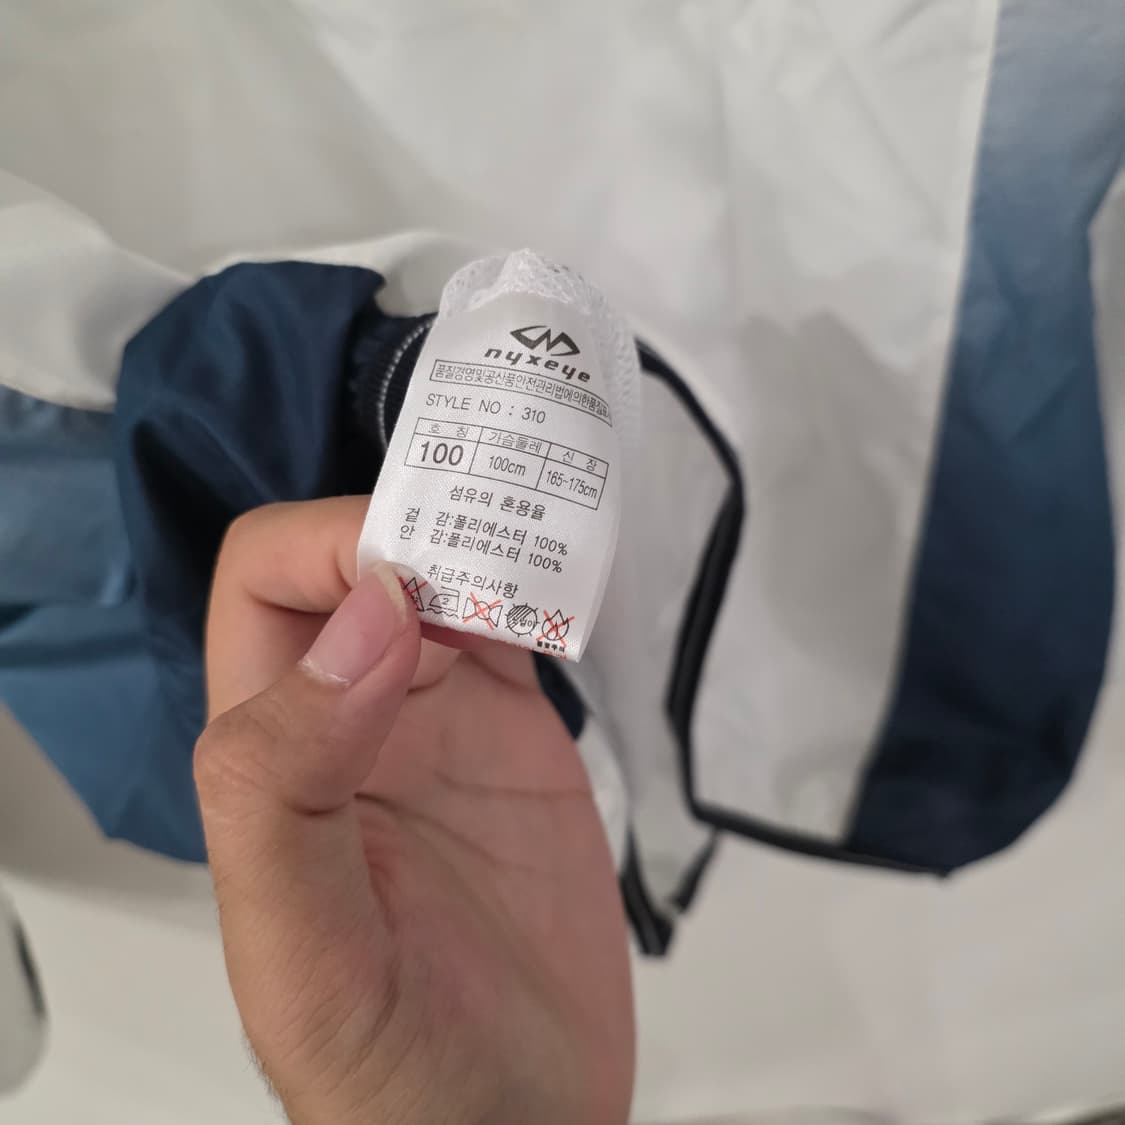 nyxeye
품질경영및공산품안전관리법에의한품질표시
STYLE NO : 310
호 칭 가슴둘레 신 장
100 100cm 165-175cm
섬유의 혼용율
겉 감:폴리에스터 100%
안 감:폴리에스터 100%
취급주의사항
2